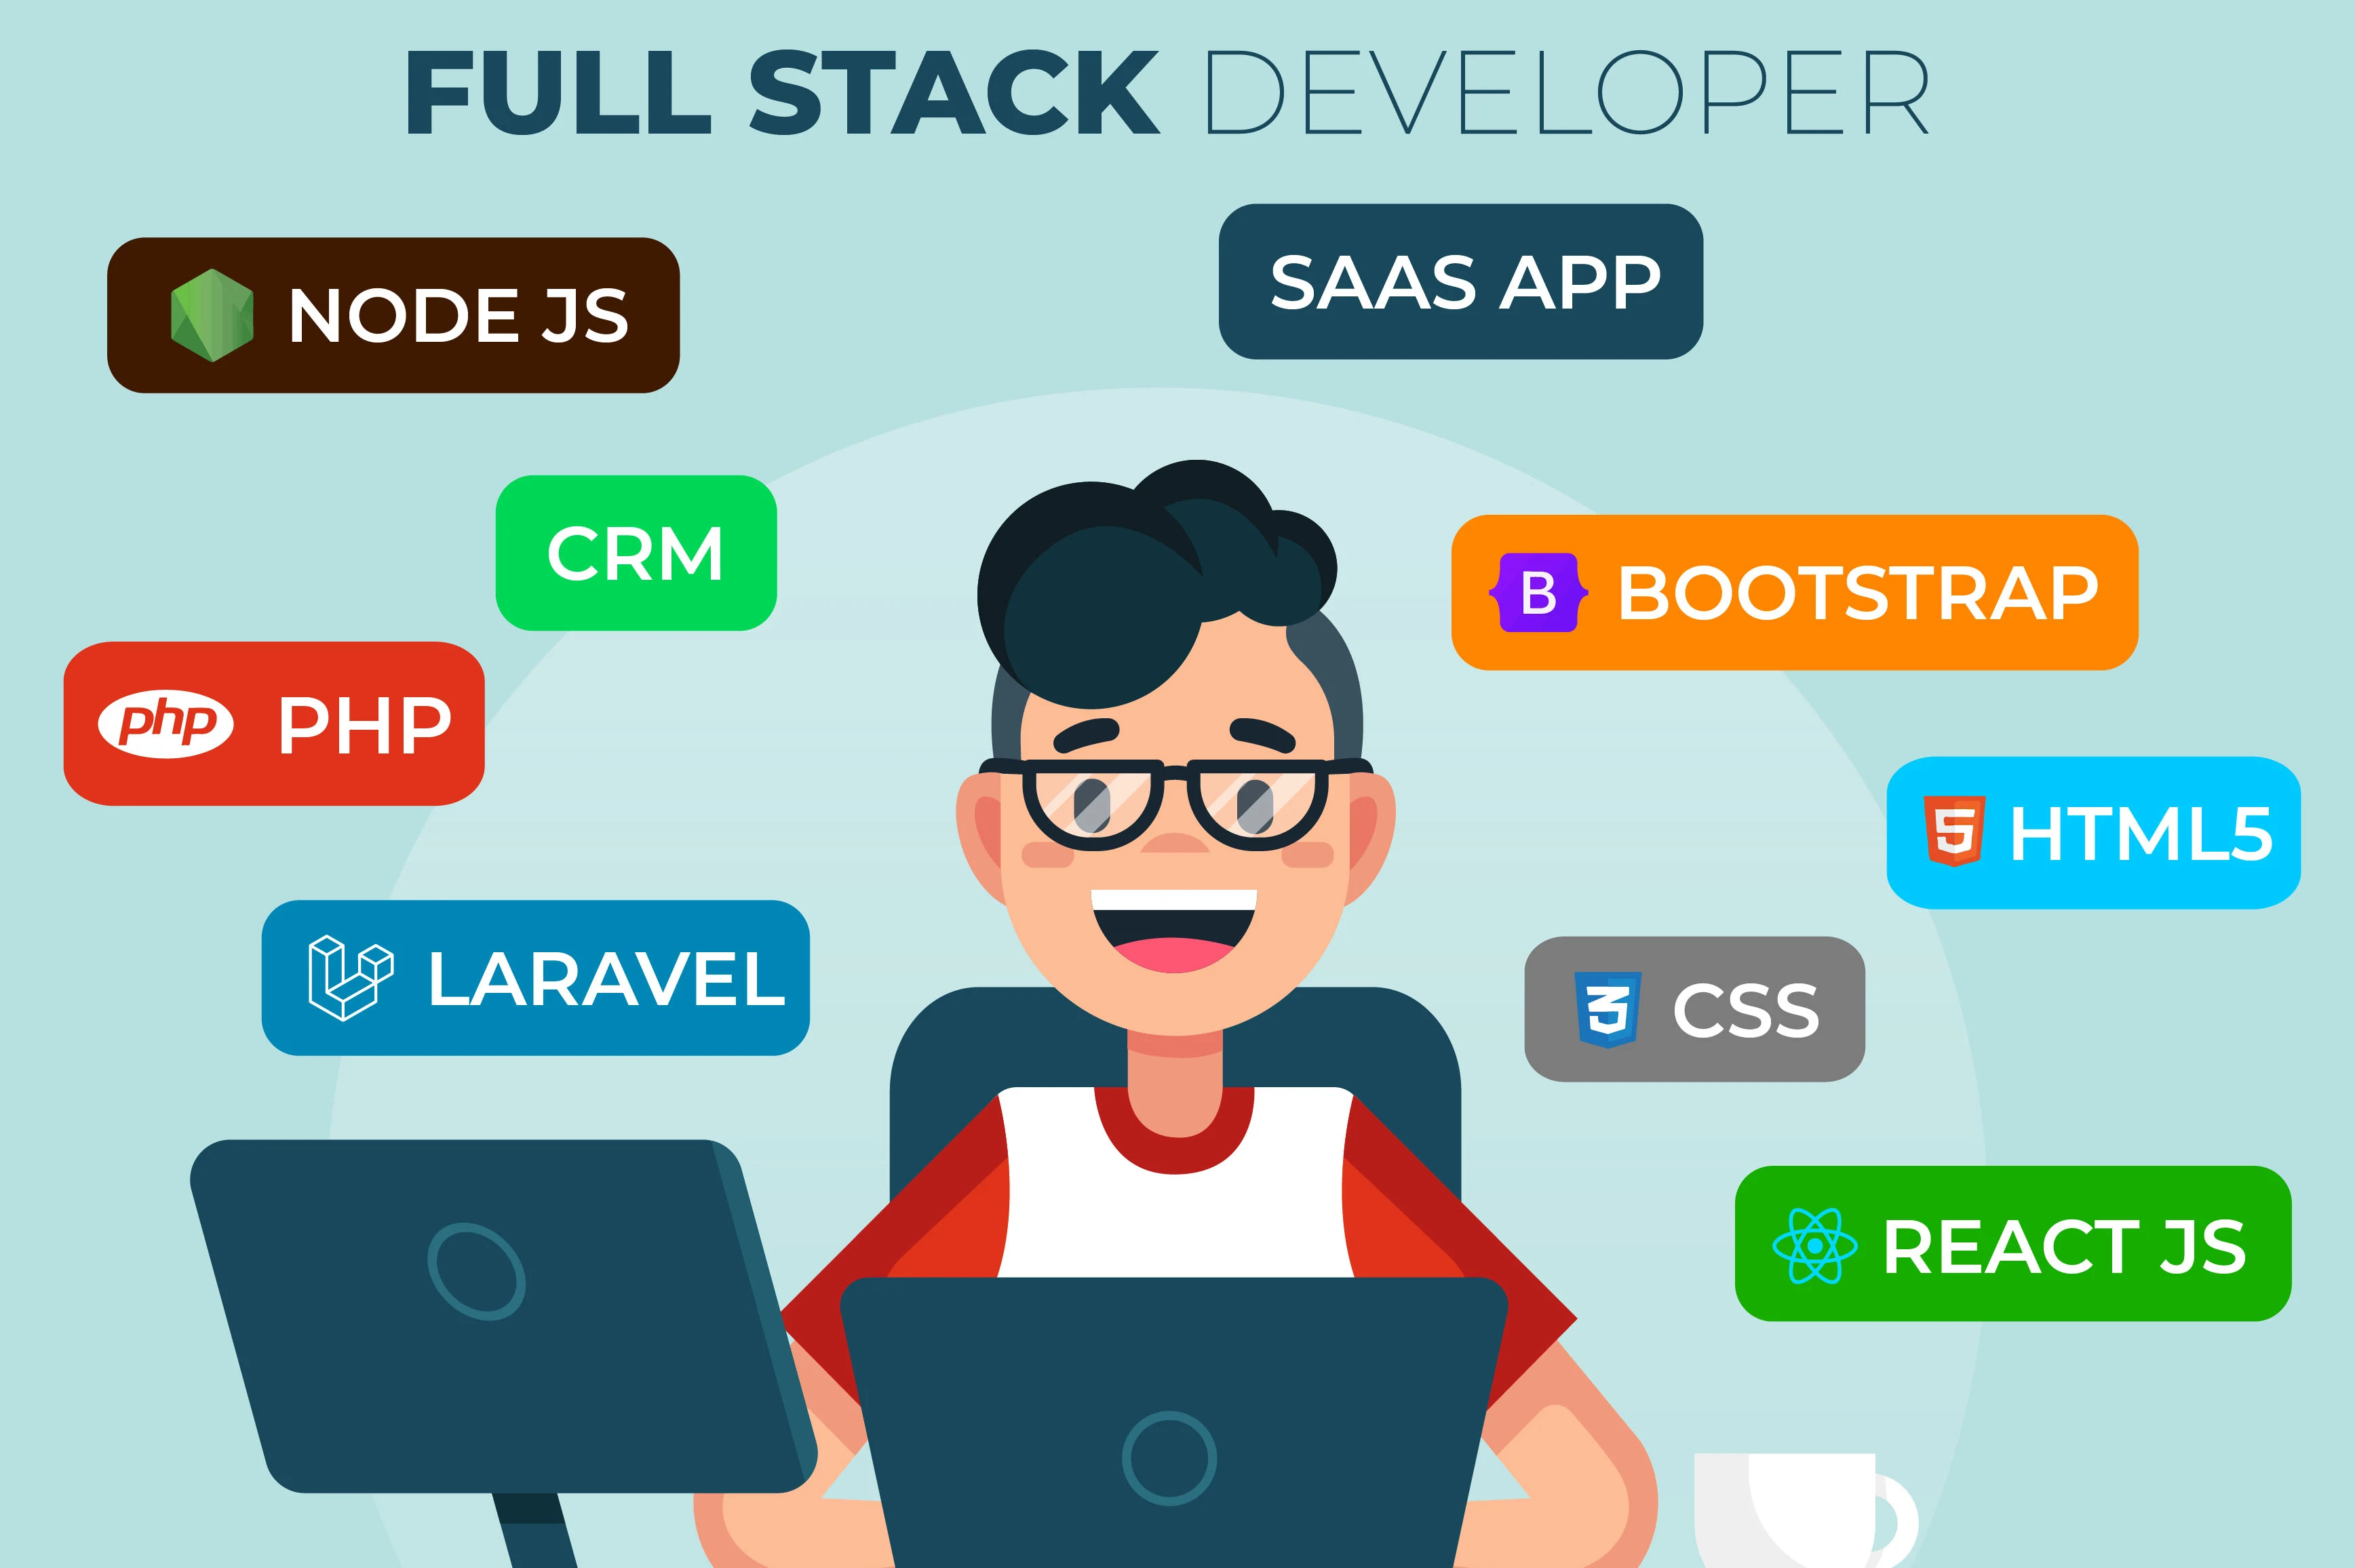 FULL STACK DEVELOPER
SAAS APP
NODE JS
CRM
B BOOTSTRAP
php PHP
5 HTML5
LARAVEL
3 CSS
REACT JS